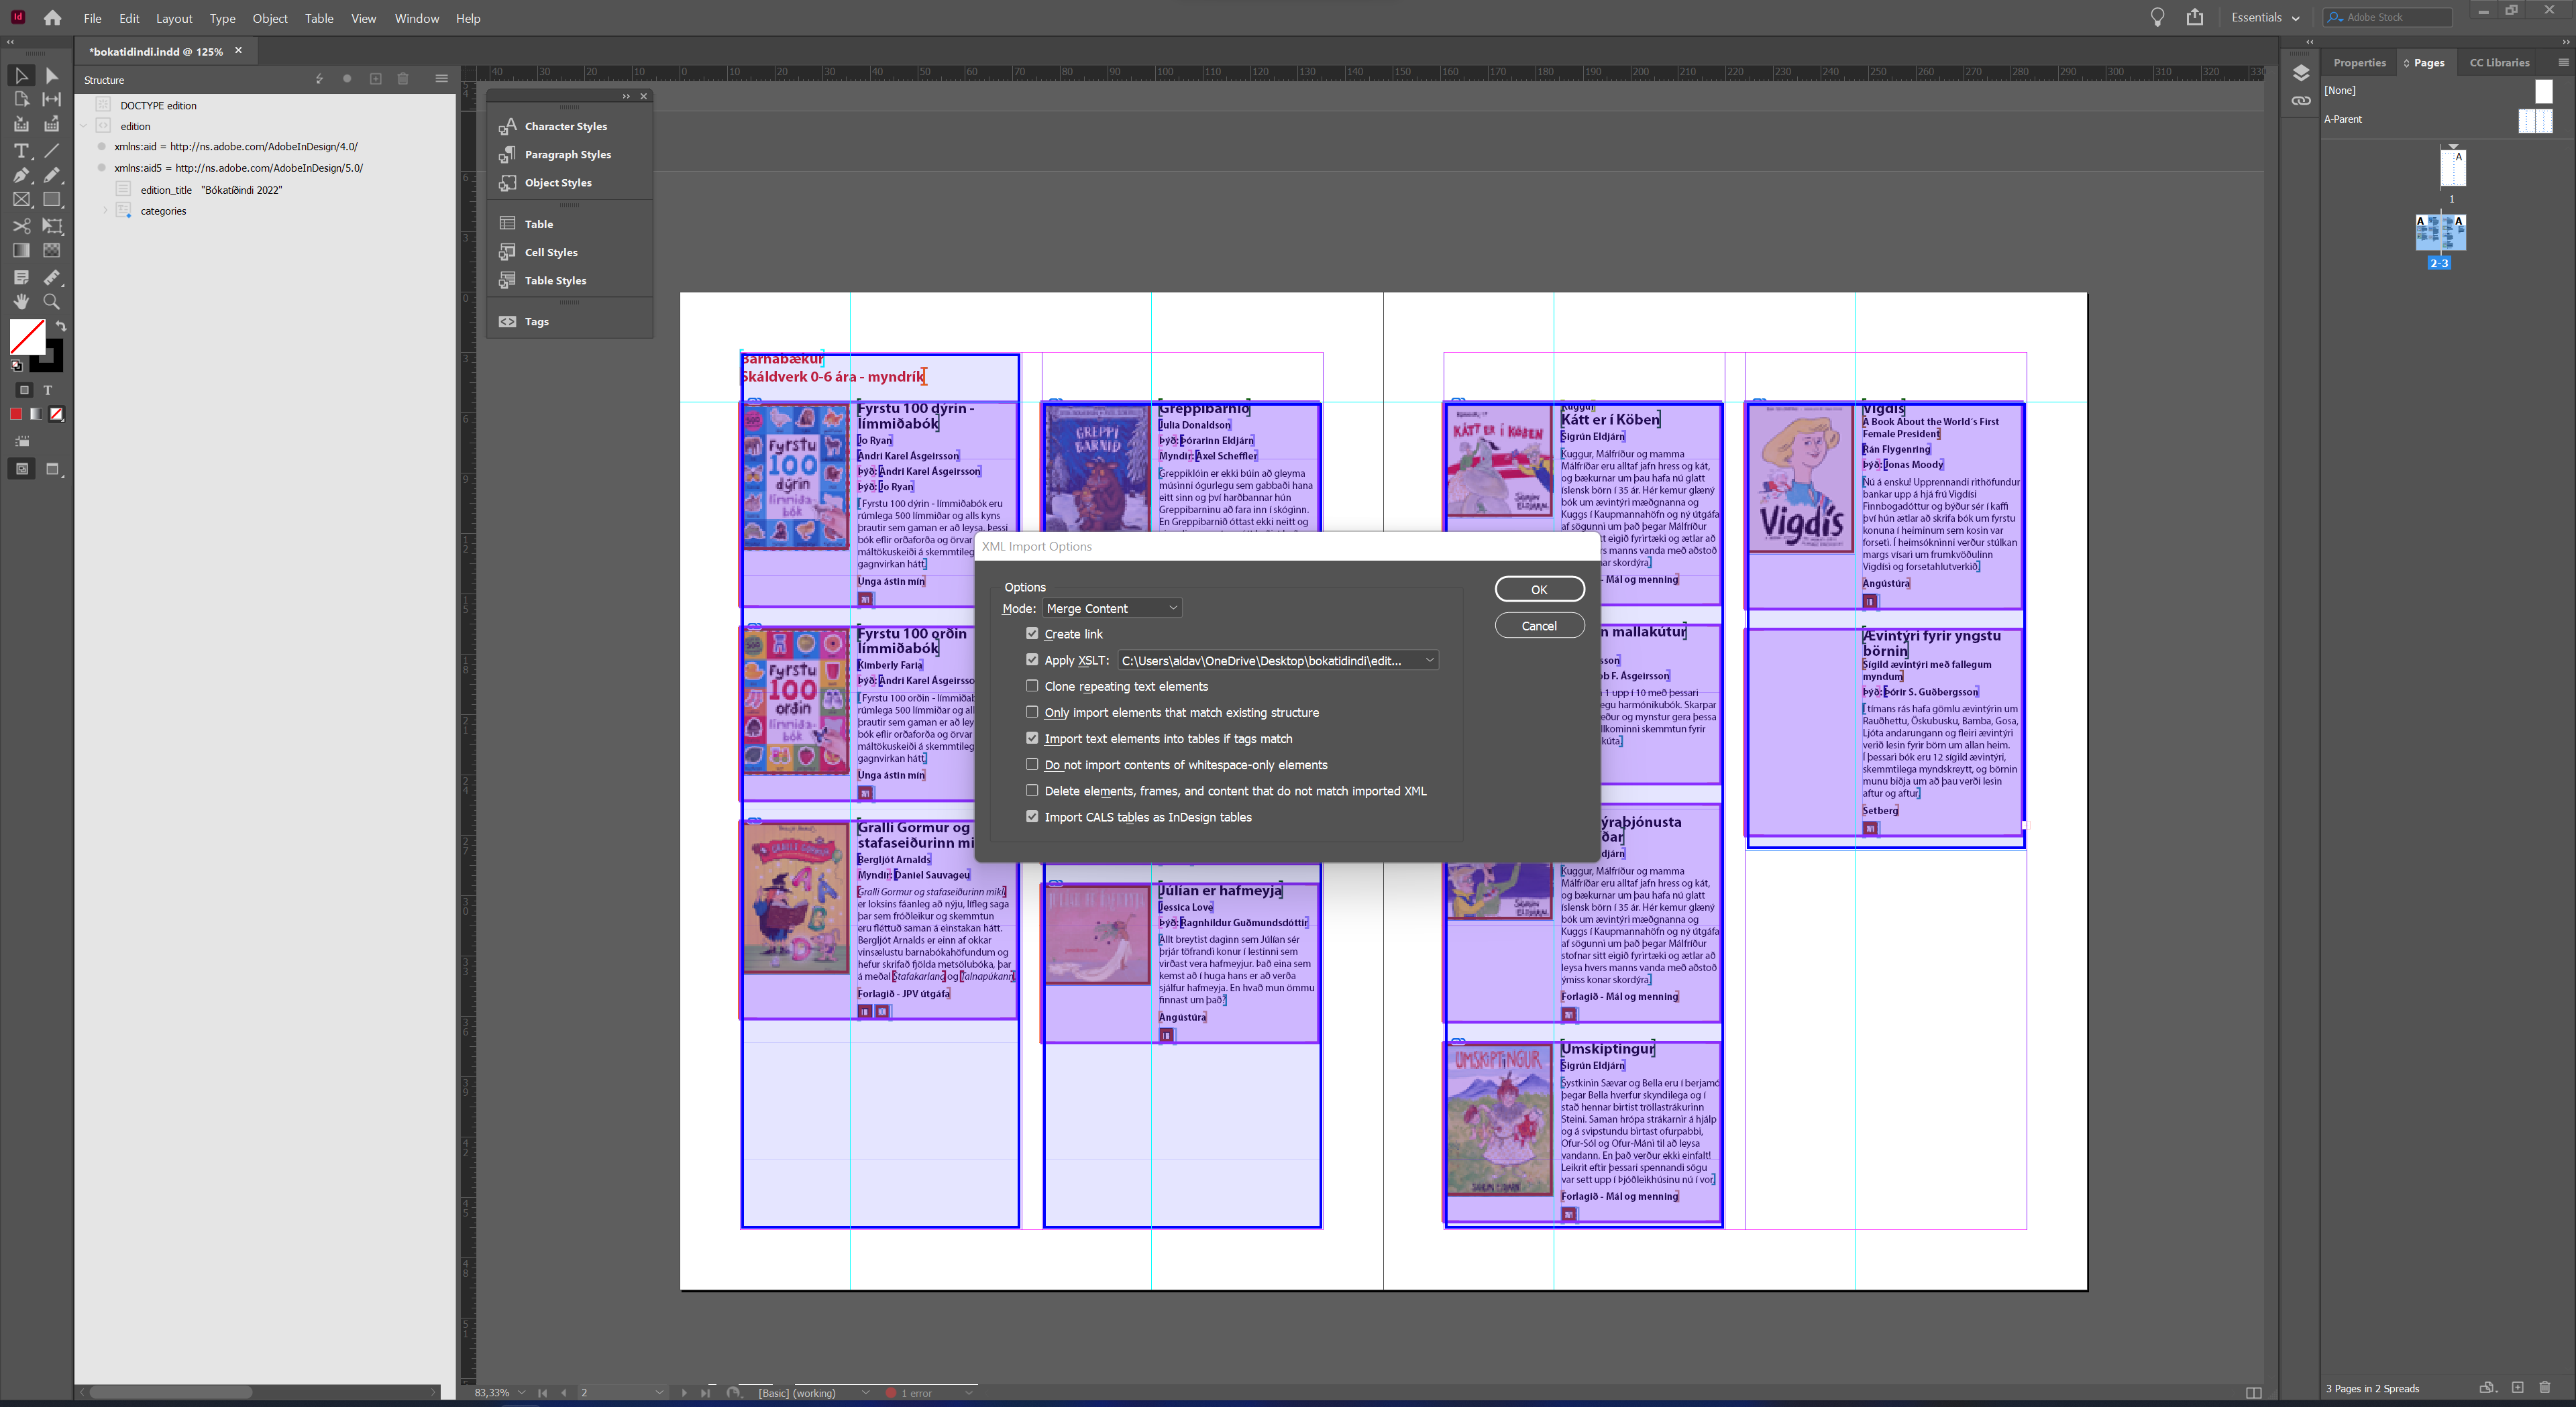 Id
File Edit Layout Type Object Table View Window Help
Essentials
Adobe Stock
*bokatidindi.indd @ 125%
Structure
DOCTYPE edition
edition
xmlns:aid = http://ns.adobe.com/AdobeInDesign/4.0/
xmlns:aid5 = http://ns.adobe.com/AdobeInDesign/5.0/
edition_title "Bókatíðindi 2022"
categories
Character Styles
Paragraph Styles
Object Styles
Table
Cell Styles
Table Styles
Tags
Barnabækur
Skáldverk 0-6 ára - myndrík
Fyrstu 100 dýrin -
límmiðabók
Jo Ryan
Andri Karel Ásgeirsson
Þýð: Andri Karel Ásgeirsson
Þýð: Jo Ryan
Fyrstu 100 dýrin - límmiðabók eru
rúmlega 500 límmiðar og alls kyns
þrautir sem gaman er að leysa. Þessi
bók eflir orðaforða og örvar
máltökuskeiði á skemmtileg
gagnvirkan hátt
Unga ástin mín
Fyrstu
100
dýrin
límmiða
bók
Fyrstu 100 orðin
límmiðabók
Kimberly Faria
Þýð: Andri Karel Ásgeirsso
Fyrstu 100 orðin - límmiðab
rúmlega 500 límmiðar og all
þrautir sem gaman er að ley
bók eflir orðaforða og örvar
máltökuskeiði á skemmtileg
gagnvirkan hátt
Unga ástin mín
Fyrstu
100
orðin
límmiða
bók
Gralli Gormur og
stafaseiðurinn mi
Bergljót Arnalds
Myndir: Daniel Sauvageu
Gralli Gormur og stafaseiðurinn mikli
er loksins fáanleg að nýju, lífleg saga
þar sem fróðleikur og skemmtun
eru fléttuð saman á einstakan hátt.
Bergljót Arnalds er einn af okkar
vinsælustu barnabókahöfundum og
hefur skrifað fjölda metsölubóka, þar
á meðal Stafakarlana og Talnapúkann
Forlagið - JPV útgáfa
GRALLI GORMUR
Greppibarnið
Julia Donaldson
Þýð: Þórarinn Eldjárn
Myndir: Axel Scheffler
Greppiklóin er ekki búin að gleyma
músinni ógurlegu sem gabbaði hana
eitt sinn og því harðbannar hún
Greppibarninu að fara inn í skóginn.
En Greppibarnið óttast ekki neitt og
GREPPI
BARNIÐ
Júlían er hafmeyja
Jessica Love
Þýð: Ragnhildur Guðmundsdóttir
Allt breytist daginn sem Júlían sér
þrjár töfrandi konur í lestinni sem
virðast vera hafmeyjur. Það eina sem
kemst að í huga hans er að verða
sjálfur hafmeyja. En hvað mun ömmu
finnast um það?
Angústúra
XML Import Options
Options
Mode: Merge Content
Create link
Apply XSLT: C:\Users\aldav\OneDrive\Desktop\bokatidindi\edit...
Clone repeating text elements
Only import elements that match existing structure
Import text elements into tables if tags match
Do not import contents of whitespace-only elements
Delete elements, frames, and content that do not match imported XML
Import CALS tables as InDesign tables
OK
Cancel
Kuggur
Kátt er í Köben
Sigrún Eldjárn
Kuggur, Málfríður og mamma
Málfríðar eru alltaf jafn hress og kát,
og bækurnar um þau hafa nú glatt
íslensk börn í 35 ár. Hér kemur glæný
bók um ævintýri mæðgnanna og
Kuggs í Kaupmannahöfn og ný útgáfa
af sögunni um það þegar Málfríður
tt eigið fyrirtæki og ætlar að
rs manns vanda með aðstoð
ar skordýra
- Mál og menning
KÁTT ER Í KÖBEN
n mallakútur
sson
b F. Ásgeirsson
1 upp í 10 með þessari
egu harmóníkubók. Skarpar
eður og mynstur gera þessa
llkominni skemmtun fyrir
kúta
ýraþjónusta
ðar
djárn
Kuggur, Málfríður og mamma
Málfríðar eru alltaf jafn hress og kát,
og bækurnar um þau hafa nú glatt
íslensk börn í 35 ár. Hér kemur glæný
bók um ævintýri mæðgnanna og
Kuggs í Kaupmannahöfn og ný útgáfa
af sögunni um það þegar Málfríður
stofnar sitt eigið fyrirtæki og ætlar að
leysa hvers manns vanda með aðstoð
ýmiss konar skordýra
Forlagið - Mál og menning
Umskiptingur
Sigrún Eldjárn
Systkinin Sævar og Bella eru í berjamó
þegar Bella hverfur skyndilega og í
stað hennar birtist tröllastrákurinn
Steini. Saman hrópa strákarnir á hjálp
og á svipstundu birtast ofurpabbi,
Ofur-Sól og Ofur-Máni til að leysa
vandann. En það verður ekki einfalt!
Leikrit eftir þessari spennandi sögu
var sett upp í Þjóðleikhúsinu nú í vor
Forlagið - Mál og menning
UMSKIPTINGUR
Vigdís
A Book About the World's First
Female President
Rán Flygenring
Þýð: Jonas Moody
Nú á ensku! Upprennandi rithöfundur
bankar upp á hjá frú Vigdísi
Finnbogadóttur og býður sér í kaffi
því hún ætlar að skrifa bók um fyrstu
konuna í heiminum sem kosin var
forseti. Í heimsókninni verður stúlkan
margs vísari um frumkvöðulinn
Vigdísi og forsetahlutverkið
Angústúra
Vigdís
Ævintýri fyrir yngstu
börnin
Sígild ævintýri með fallegum
myndum
Þýð: Þórir S. Guðbergsson
Í tímans rás hafa gömlu ævintýrin um
Rauðhettu, Öskubusku, Bamba, Gosa,
Ljóta andarungann og fleiri ævintýri
verið lesin fyrir börn um allan heim.
Í þessari bók eru 12 sígild ævintýri,
skemmtilega myndskreytt, og börnin
munu biðja um að þau verði lesin
aftur og aftur
Setberg
Properties Pages CC Libraries
[None]
A-Parent
A
1
A A
2-3
83,33% 2 [Basic] (working) 1 error
3 Pages in 2 Spreads